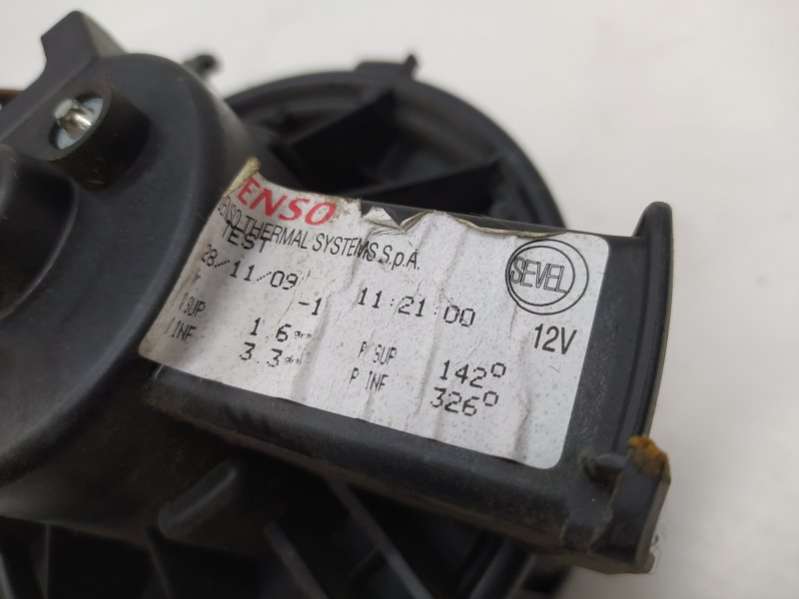 ENSO
ENSO THERMAL SYSTEMS S.p.A.
TEST
28/11/09 11:21:00
SEVEL
12V
-1
SUP 1.6
INF 3.3
P SUP 142°
P INF 326°